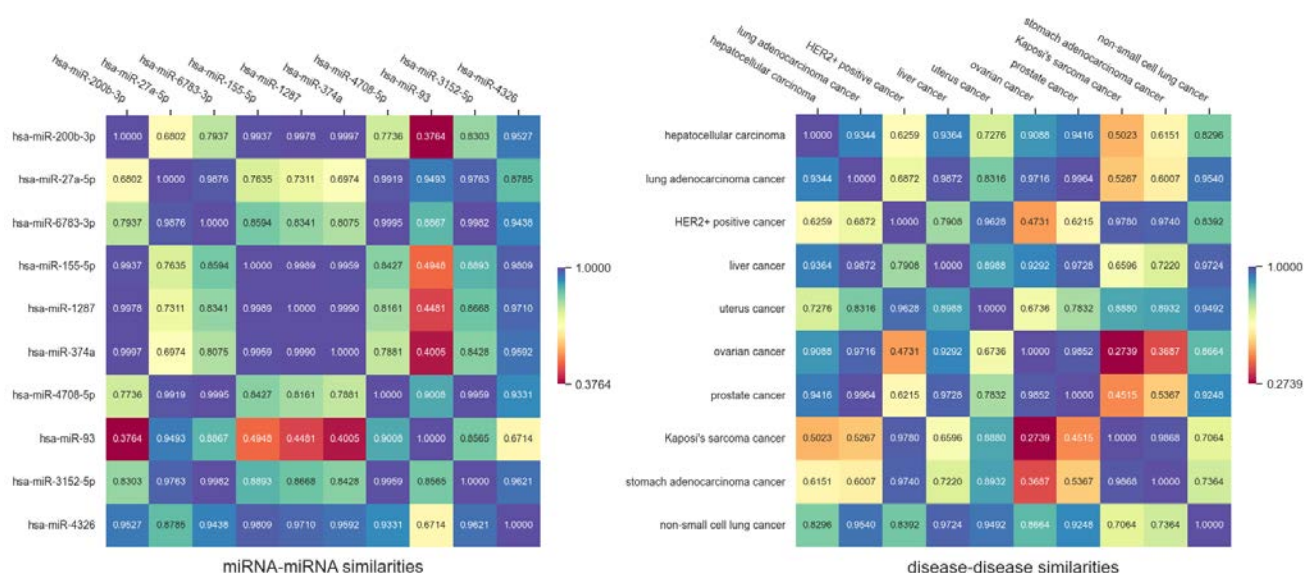 hsa-miR-200b-3p
hsa-miR-27a-5p
hsa-miR-6783-3p
hsa-miR-155-5p
hsa-miR-1287
hsa-miR-374a
hsa-miR-4708-5p
hsa-miR-93
hsa-miR-3152-5p
hsa-miR-4326
hsa-miR-200b-3p 1.0000 0.6802 0.7937 0.9937 0.9978 0.9997 0.7736 0.3764 0.8303 0.9527
hsa-miR-27a-5p 0.6802 1.0000 0.9876 0.7635 0.7311 0.6974 0.9919 0.9493 0.9763 0.8785
hsa-miR-6783-3p 0.7937 0.9876 1.0000 0.8594 0.8341 0.8075 0.9995 0.8867 0.9982 0.9438
hsa-miR-155-5p 0.9937 0.7635 0.8594 1.0000 0.9989 0.9959 0.8427 0.4948 0.8893 0.9809
hsa-miR-1287 0.9978 0.7311 0.8341 0.9989 1.0000 0.9990 0.8161 0.4481 0.8668 0.9710
hsa-miR-374a 0.9997 0.6974 0.8075 0.9959 0.9990 1.0000 0.7881 0.4005 0.8428 0.9592
hsa-miR-4708-5p 0.7736 0.9919 0.9995 0.8427 0.8161 0.7881 1.0000 0.9008 0.9959 0.9331
hsa-miR-93 0.3764 0.9493 0.8867 0.4948 0.4481 0.4005 0.9008 1.0000 0.8565 0.6714
hsa-miR-3152-5p 0.8303 0.9763 0.9982 0.8893 0.8668 0.8428 0.9959 0.8565 1.0000 0.9621
hsa-miR-4326 0.9527 0.8785 0.9438 0.9809 0.9710 0.9592 0.9331 0.6714 0.9621 1.0000
1.0000
0.3764
miRNA-miRNA similarities
hepatocellular carcinoma
lung adenocarcinoma cancer
HER2+ positive cancer
liver cancer
uterus cancer
ovarian cancer
prostate cancer
Kaposi's sarcoma cancer
stomach adenocarcinoma cancer
non-small cell lung cancer
hepatocellular carcinoma 1.0000 0.9344 0.6259 0.9364 0.7276 0.9088 0.9416 0.5023 0.6151 0.8296
lung adenocarcinoma cancer 0.9344 1.0000 0.6872 0.9872 0.8316 0.9716 0.9964 0.5267 0.6007 0.9540
HER2+ positive cancer 0.6259 0.6872 1.0000 0.7908 0.9628 0.4731 0.6215 0.9780 0.9740 0.8392
liver cancer 0.9364 0.9872 0.7908 1.0000 0.8988 0.9292 0.9728 0.6596 0.7220 0.9724
uterus cancer 0.7276 0.8316 0.9628 0.8988 1.0000 0.6736 0.7832 0.8880 0.8932 0.9492
ovarian cancer 0.9088 0.9716 0.4731 0.9292 0.6736 1.0000 0.9852 0.2739 0.3687 0.8664
prostate cancer 0.9416 0.9964 0.6215 0.9728 0.7832 0.9852 1.0000 0.4515 0.5367 0.9248
Kaposi's sarcoma cancer 0.5023 0.5267 0.9780 0.6596 0.8880 0.2739 0.4515 1.0000 0.9868 0.7064
stomach adenocarcinoma cancer 0.6151 0.6007 0.9740 0.7220 0.8932 0.3687 0.5367 0.9868 1.0000 0.7364
non-small cell lung cancer 0.8296 0.9540 0.8392 0.9724 0.9492 0.8664 0.9248 0.7064 0.7364 1.0000
1.0000
0.2739
disease-disease similarities